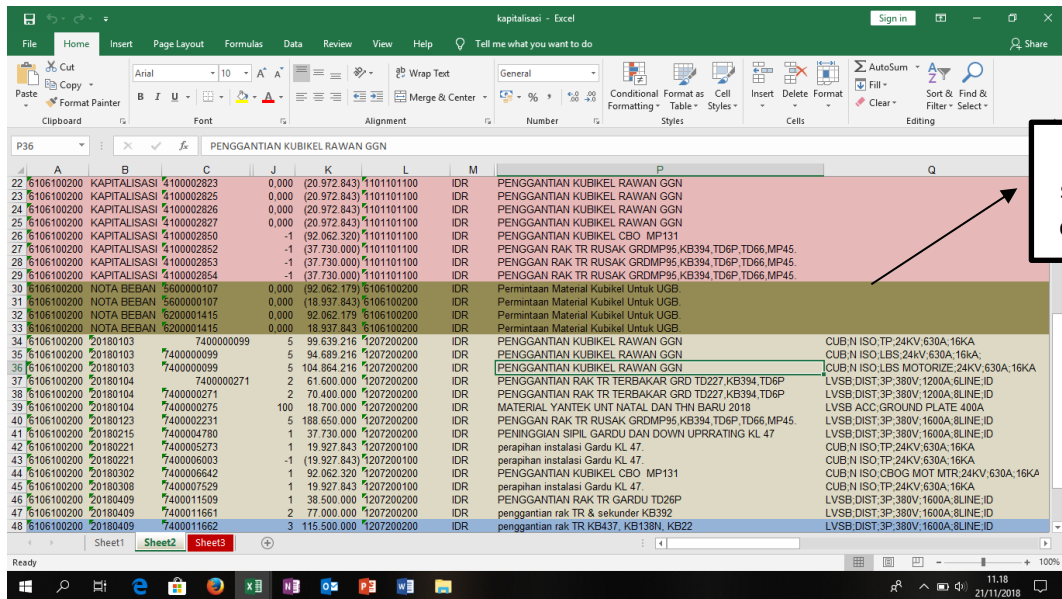 kapitalisasi - Excel
Sign in
File Home Insert Page Layout Formulas Data Review View Help Tell me what you want to do Share
Cut
Copy
Format Painter
Paste
Arial 10
Wrap Text
Merge & Center
General
Conditional Formatting
Format as Table
Cell Styles
Insert Delete Format
AutoSum
Fill
Clear
Sort & Filter
Find & Select
Clipboard Font Alignment Number Styles Cells Editing
P36 fx PENGGANTIAN KUBIKEL RAWAN GGN
A B C J K L M P Q
22 6106100200 KAPITALISASI 4100002823 0,000 (20.972.843) 1101101100 IDR PENGGANTIAN KUBIKEL RAWAN GGN
23 6106100200 KAPITALISASI 4100002825 0,000 (20.972.843) 1101101100 IDR PENGGANTIAN KUBIKEL RAWAN GGN
24 6106100200 KAPITALISASI 4100002826 0,000 (20.972.843) 1101101100 IDR PENGGANTIAN KUBIKEL RAWAN GGN
25 6106100200 KAPITALISASI 4100002827 0,000 (20.972.843) 1101101100 IDR PENGGANTIAN KUBIKEL RAWAN GGN
26 6106100200 KAPITALISASI 4100002850 -1 (92.062.320) 1101101100 IDR PENGGANTIAN KUBIKEL CBO MP131
27 6106100200 KAPITALISASI 4100002852 -1 (37.730.000) 1101101100 IDR PENGGAN RAK TR RUSAK GRDMP95,KB394,TD6P,TD66,MP45.
28 6106100200 KAPITALISASI 4100002853 -1 (37.730.000) 1101101100 IDR PENGGAN RAK TR RUSAK GRDMP95,KB394,TD6P,TD66,MP45.
29 6106100200 KAPITALISASI 4100002854 -1 (37.730.000) 1101101100 IDR PENGGAN RAK TR RUSAK GRDMP95,KB394,TD6P,TD66,MP45.
30 6106100200 NOTA BEBAN 5600000107 0,000 (92.062.179) 6106100200 IDR Permintaan Material Kubikel Untuk UGB.
31 6106100200 NOTA BEBAN 5600000107 0,000 (18.937.843) 6106100200 IDR Permintaan Material Kubikel Untuk UGB.
32 6106100200 NOTA BEBAN 6200001415 0,000 92.062.179 6106100200 IDR Permintaan Material Kubikel Untuk UGB.
33 6106100200 NOTA BEBAN 6200001415 0,000 18.937.843 6106100200 IDR Permintaan Material Kubikel Untuk UGB.
34 6106100200 20180103 7400000099 5 99.639.216 1207200200 IDR PENGGANTIAN KUBIKEL RAWAN GGN CUB;N ISO;TP;24KV;630A;16KA
35 6106100200 20180103 7400000099 5 94.689.216 1207200200 IDR PENGGANTIAN KUBIKEL RAWAN GGN CUB;N ISO;LBS;24kV;630A;16kA;
36 6106100200 20180103 7400000099 5 104.864.216 1207200200 IDR PENGGANTIAN KUBIKEL RAWAN GGN CUB;N ISO;LBS MOTORIZE;24KV;630A;16KA
37 6106100200 20180104 7400000271 2 61.600.000 1207200200 IDR PENGGANTIAN RAK TR TERBAKAR GRD TD227,KB394,TD6P LVSB;DIST;3P;380V;1200A;6LINE;ID
38 6106100200 20180104 7400000271 2 70.400.000 1207200200 IDR PENGGANTIAN RAK TR TERBAKAR GRD TD227,KB394,TD6P LVSB;DIST;3P;380V;1600A;8LINE;ID
39 6106100200 20180104 7400000275 100 18.700.000 1207200200 IDR MATERIAL YANTEK UNT NATAL DAN THN BARU 2018 LVSB ACC;GROUND PLATE 400A
40 6106100200 20180123 7400002231 5 188.650.000 1207200200 IDR PENGGAN RAK TR RUSAK GRDMP95,KB394,TD6P,TD66,MP45. LVSB;DIST;3P;380V;1600A;8LINE;ID
41 6106100200 20180215 7400004780 1 37.730.000 1207200200 IDR PENINGGIAN SIPIL GARDU DAN DOWN UPRRATING KL 47 LVSB;DIST;3P;380V;1600A;8LINE;ID
42 6106100200 20180221 7400005273 1 19.927.843 1207200100 IDR perapihan instalasi Gardu KL 47. CUB;N ISO;TP;24KV;630A;16KA
43 6106100200 20180221 7400006003 -1 (19.927.843) 1207200100 IDR perapihan instalasi Gardu KL 47. CUB;N ISO;TP;24KV;630A;16KA
44 6106100200 20180302 7400006642 1 92.062.320 1207200100 IDR PENGGANTIAN KUBIKEL CBO MP131 CUB;N ISO;CBOG MOT MTR;24KV;630A;16KA
45 6106100200 20180308 7400007529 1 19.927.843 1207200100 IDR perapihan instalasi Gardu KL 47. CUB;N ISO;TP;24KV;630A;16KA
46 6106100200 20180409 7400011509 1 38.500.000 1207200200 IDR PENGGANTIAN RAK TR GARDU TD26P LVSB;DIST;3P;380V;1600A;8LINE;ID
47 6106100200 20180409 7400011661 2 77.000.000 1207200200 IDR penggantian rak TR & sekunder KB392 LVSB;DIST;3P;380V;1600A;8LINE;ID
48 6106100200 20180409 7400011662 3 115.500.000 1207200200 IDR penggantian rak TR KB437, KB138N, KB22 LVSB;DIST;3P;380V;1600A;8LINE;ID
Sheet1 Sheet2 Sheet3
Ready 100%
11.18
21/11/2018